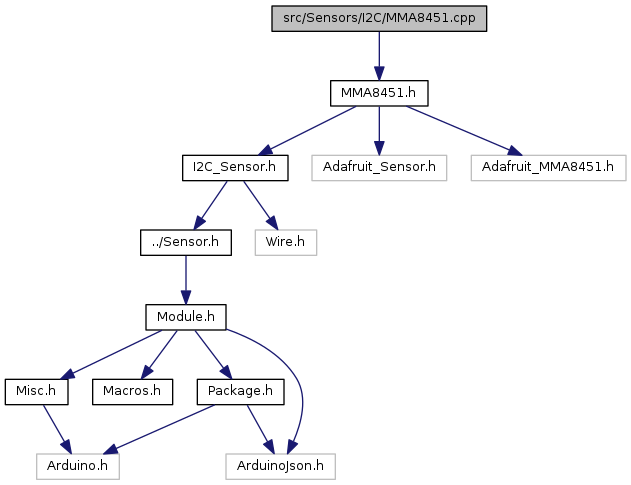 src/Sensors/I2C/MMA8451.cpp
MMA8451.h
I2C_Sensor.h
Adafruit_Sensor.h
Adafruit_MMA8451.h
../Sensor.h
Wire.h
Module.h
Misc.h
Macros.h
Package.h
Arduino.h
ArduinoJson.h